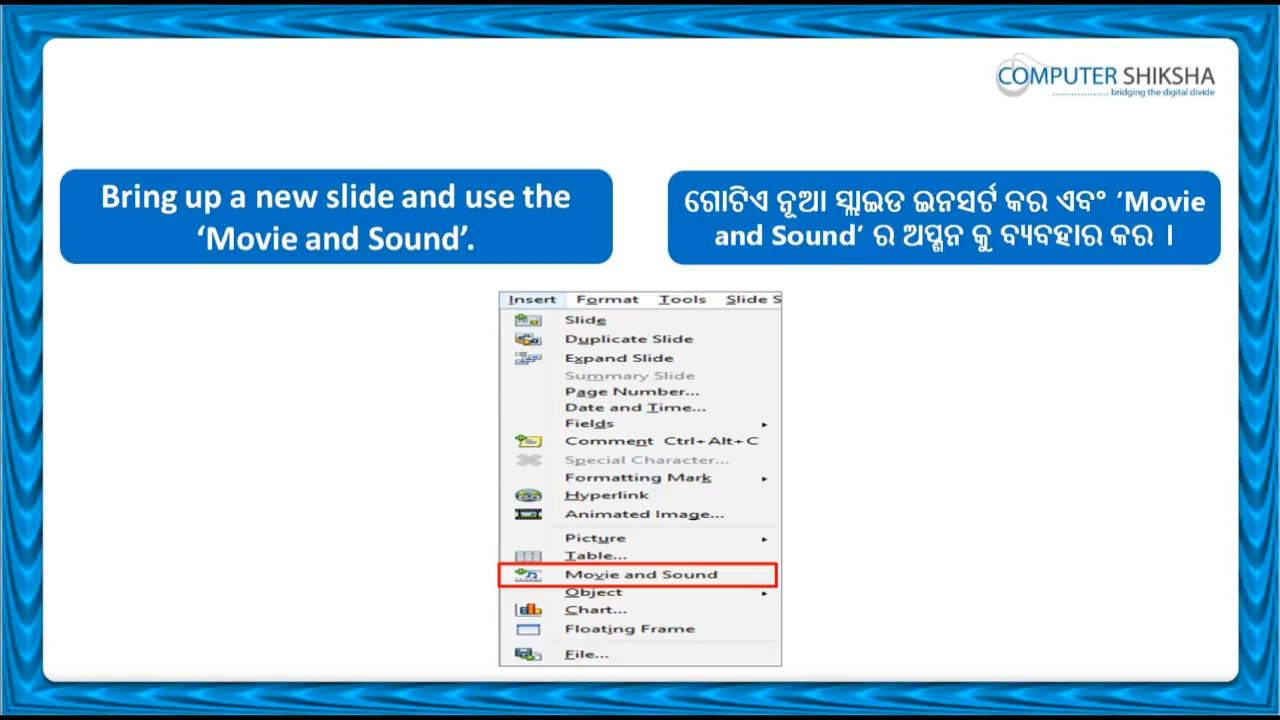 COMPUTER SHIKSHA
bridging the digital divide
Bring up a new slide and use the
‘Movie and Sound’.
ଗୋଟିଏ ନୂଆ ସ୍ଲାଇଡ ଇନସର୍ଟ କର ଏବଂ ‘Movie
and Sound’ ର ଅପ୍ଶନ କୁ ବ୍ୟବହାର କର ।
Insert Format Tools Slide S
Slide
Duplicate Slide
Expand Slide
Summary Slide
Page Number...
Date and Time...
Fields
Comment Ctrl+Alt+C
Special Character...
Formatting Mark
Hyperlink
Animated Image...
Picture
Table...
Movie and Sound
Object
Chart...
Floating Frame
File...